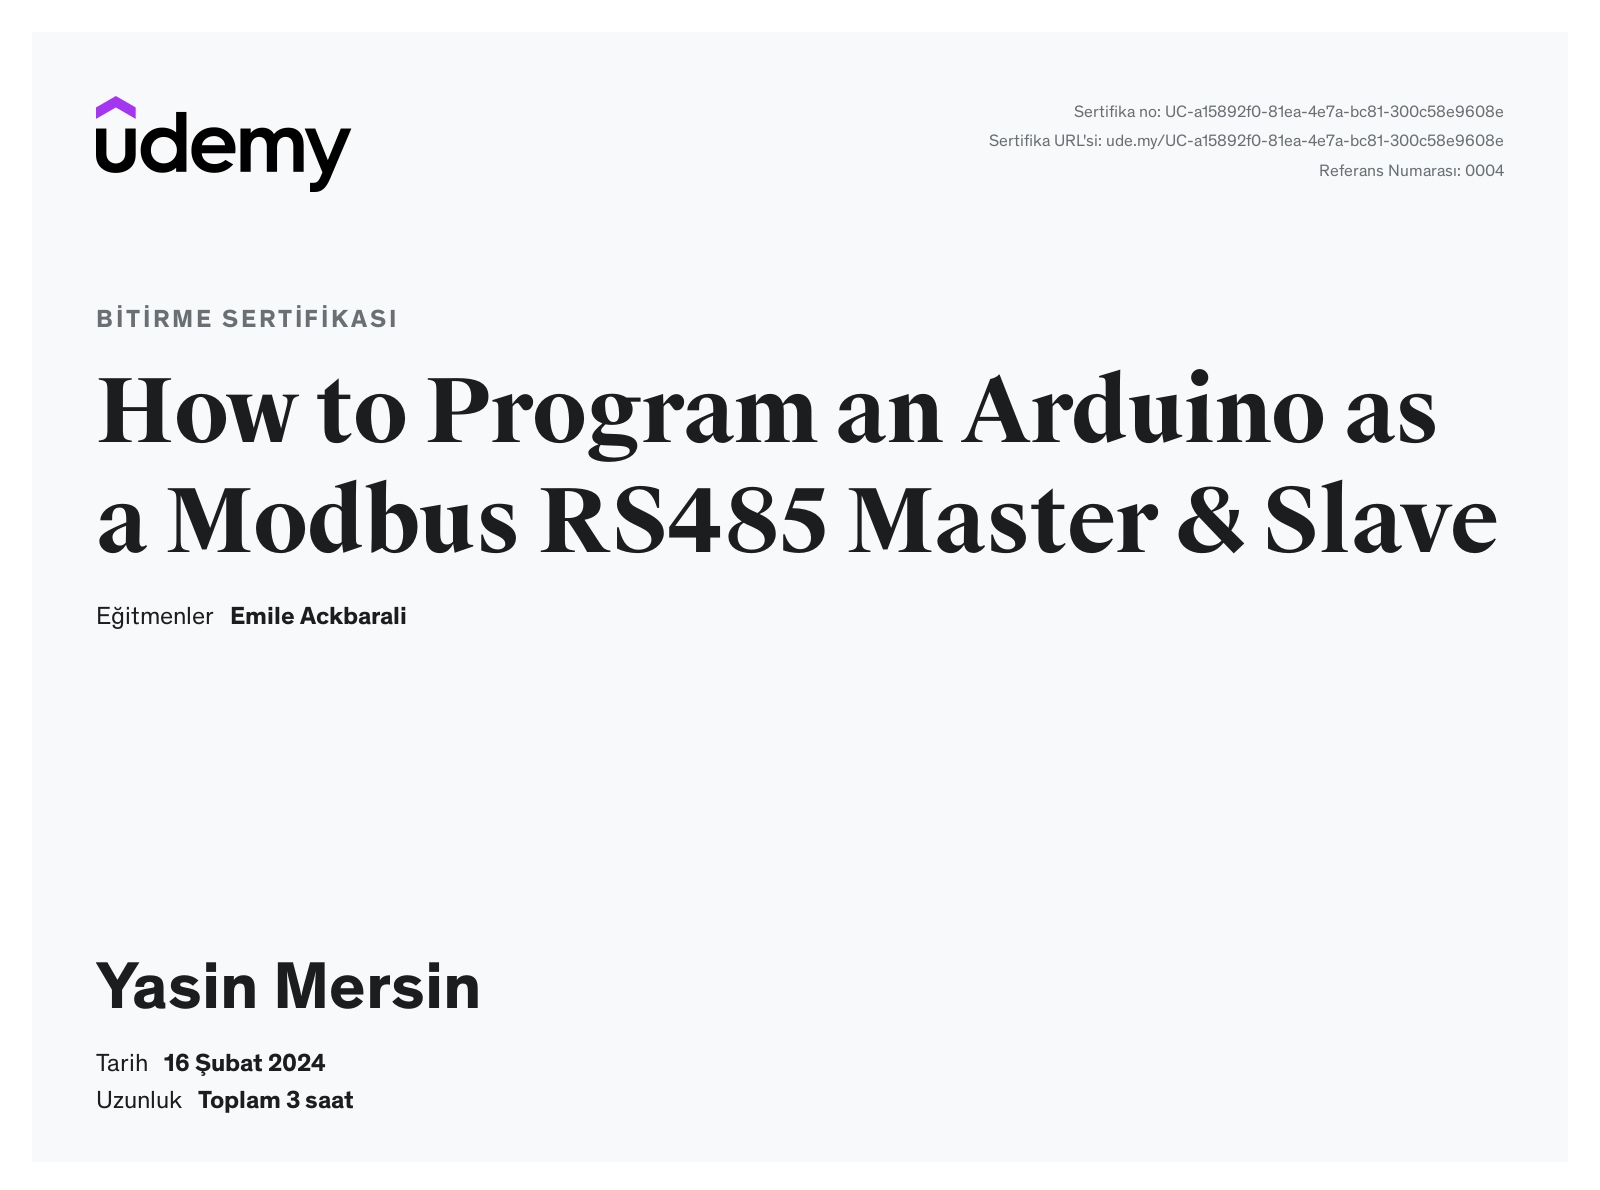 udemy
Sertifika no: UC-a15892f0-81ea-4e7a-bc81-300c58e9608e
Sertifika URL'si: ude.my/UC-a15892f0-81ea-4e7a-bc81-300c58e9608e
Referans Numarası: 0004
BİTİRME SERTİFİKASI
How to Program an Arduino as
a Modbus RS485 Master & Slave
Eğitmenler Emile Ackbarali
Yasin Mersin
Tarih 16 Şubat 2024
Uzunluk Toplam 3 saat